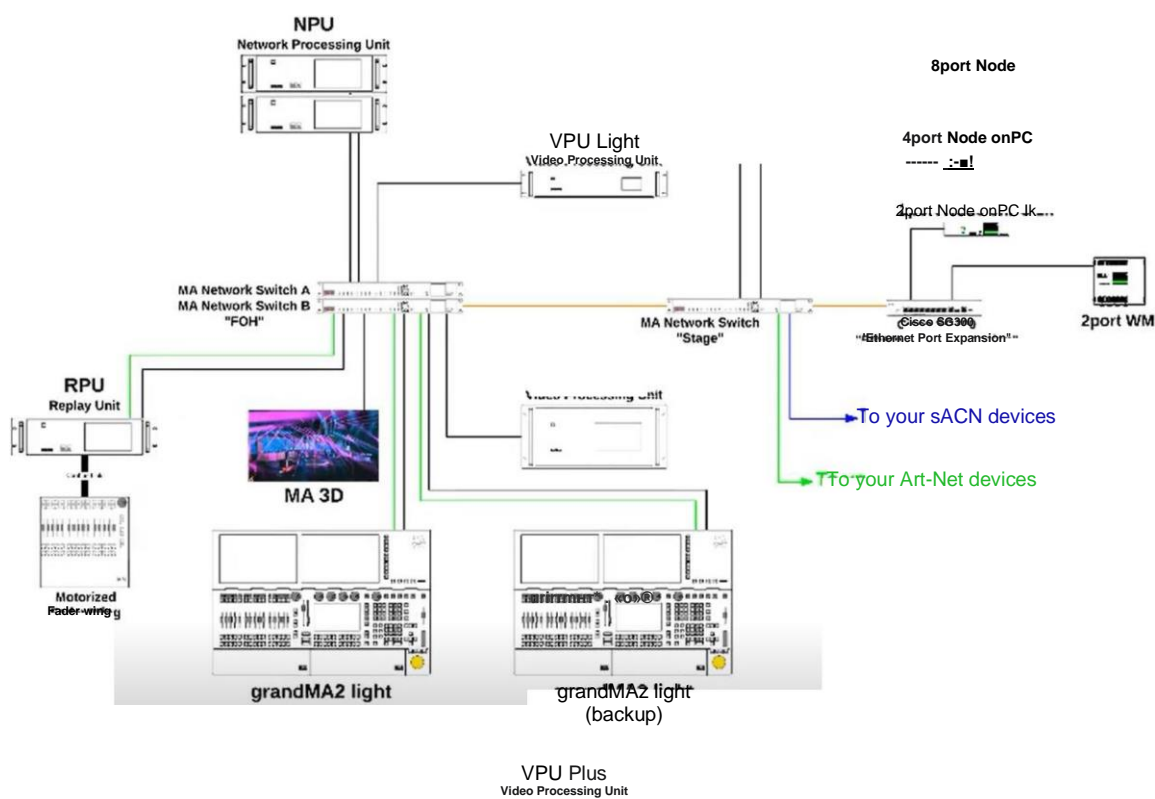 NPU
Network Processing Unit
8port Node
4port Node onPC
VPU Light
Video Processing Unit
2port Node onPC
MA Network Switch A
MA Network Switch B
"FOH"
MA Network Switch
"Stage"
Cisco SG300
"Ethernet Port Expansion"
2port WM
RPU
Replay Unit
Video Processing Unit
To your sACN devices
To your Art-Net devices
MA 3D
Motorized
Fader wing
grandMA2 light
grandMA2 light
(backup)
VPU Plus
Video Processing Unit